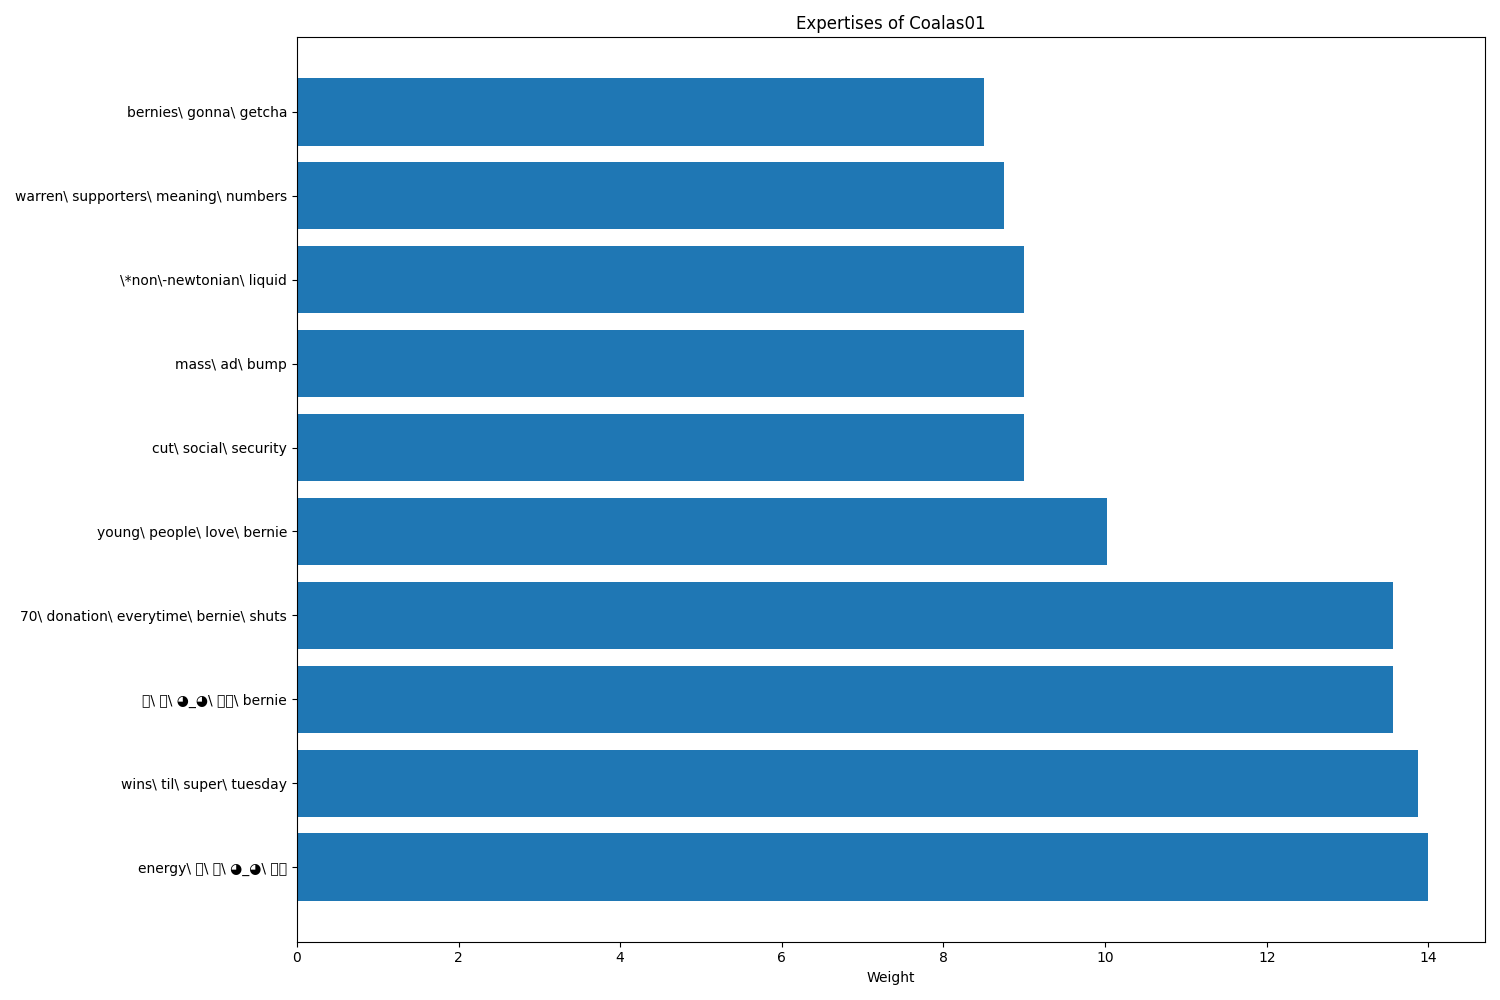 Expertises of Coalas01
bernies\ gonna\ getcha
warren\ supporters\ meaning\ numbers
\*non\-newtonian\ liquid
mass\ ad\ bump
cut\ social\ security
young\ people\ love\ bernie
70\ donation\ everytime\ bernie\ shuts
\ \ ◕_◕\ \ bernie
wins\ til\ super\ tuesday
energy\ \ \ ◕_◕\
0 2 4 6 8 10 12 14
Weight